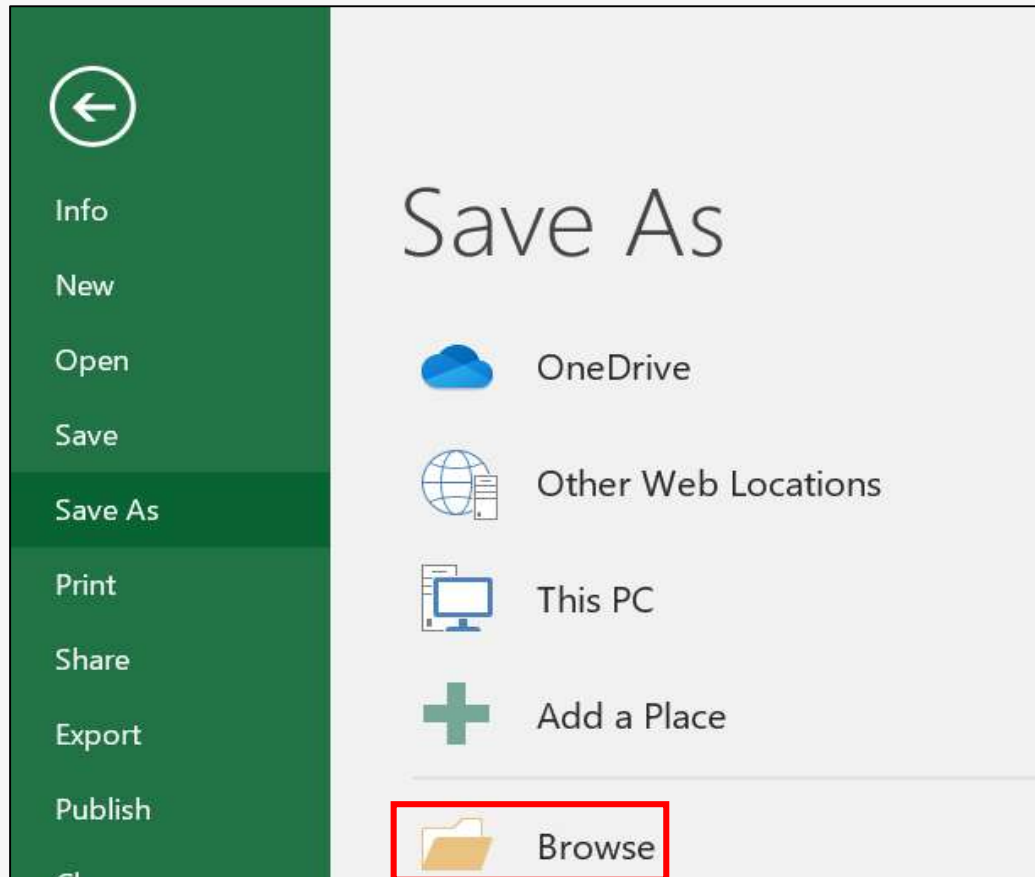 Info
New
Open
Save
Save As
Print
Share
Export
Publish
Save As
OneDrive
Other Web Locations
This PC
Add a Place
Browse